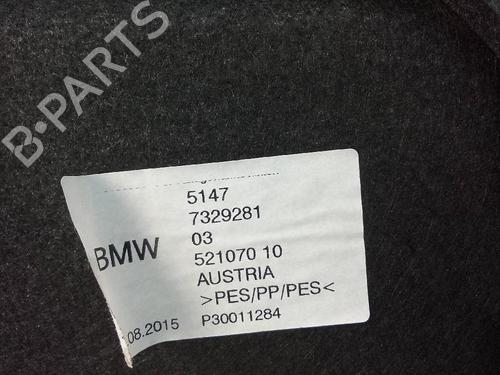 B-PARTS
5147
7329281
BMW
03
521070 10
AUSTRIA
>PES/PP/PES<
.08.2015
P30011284